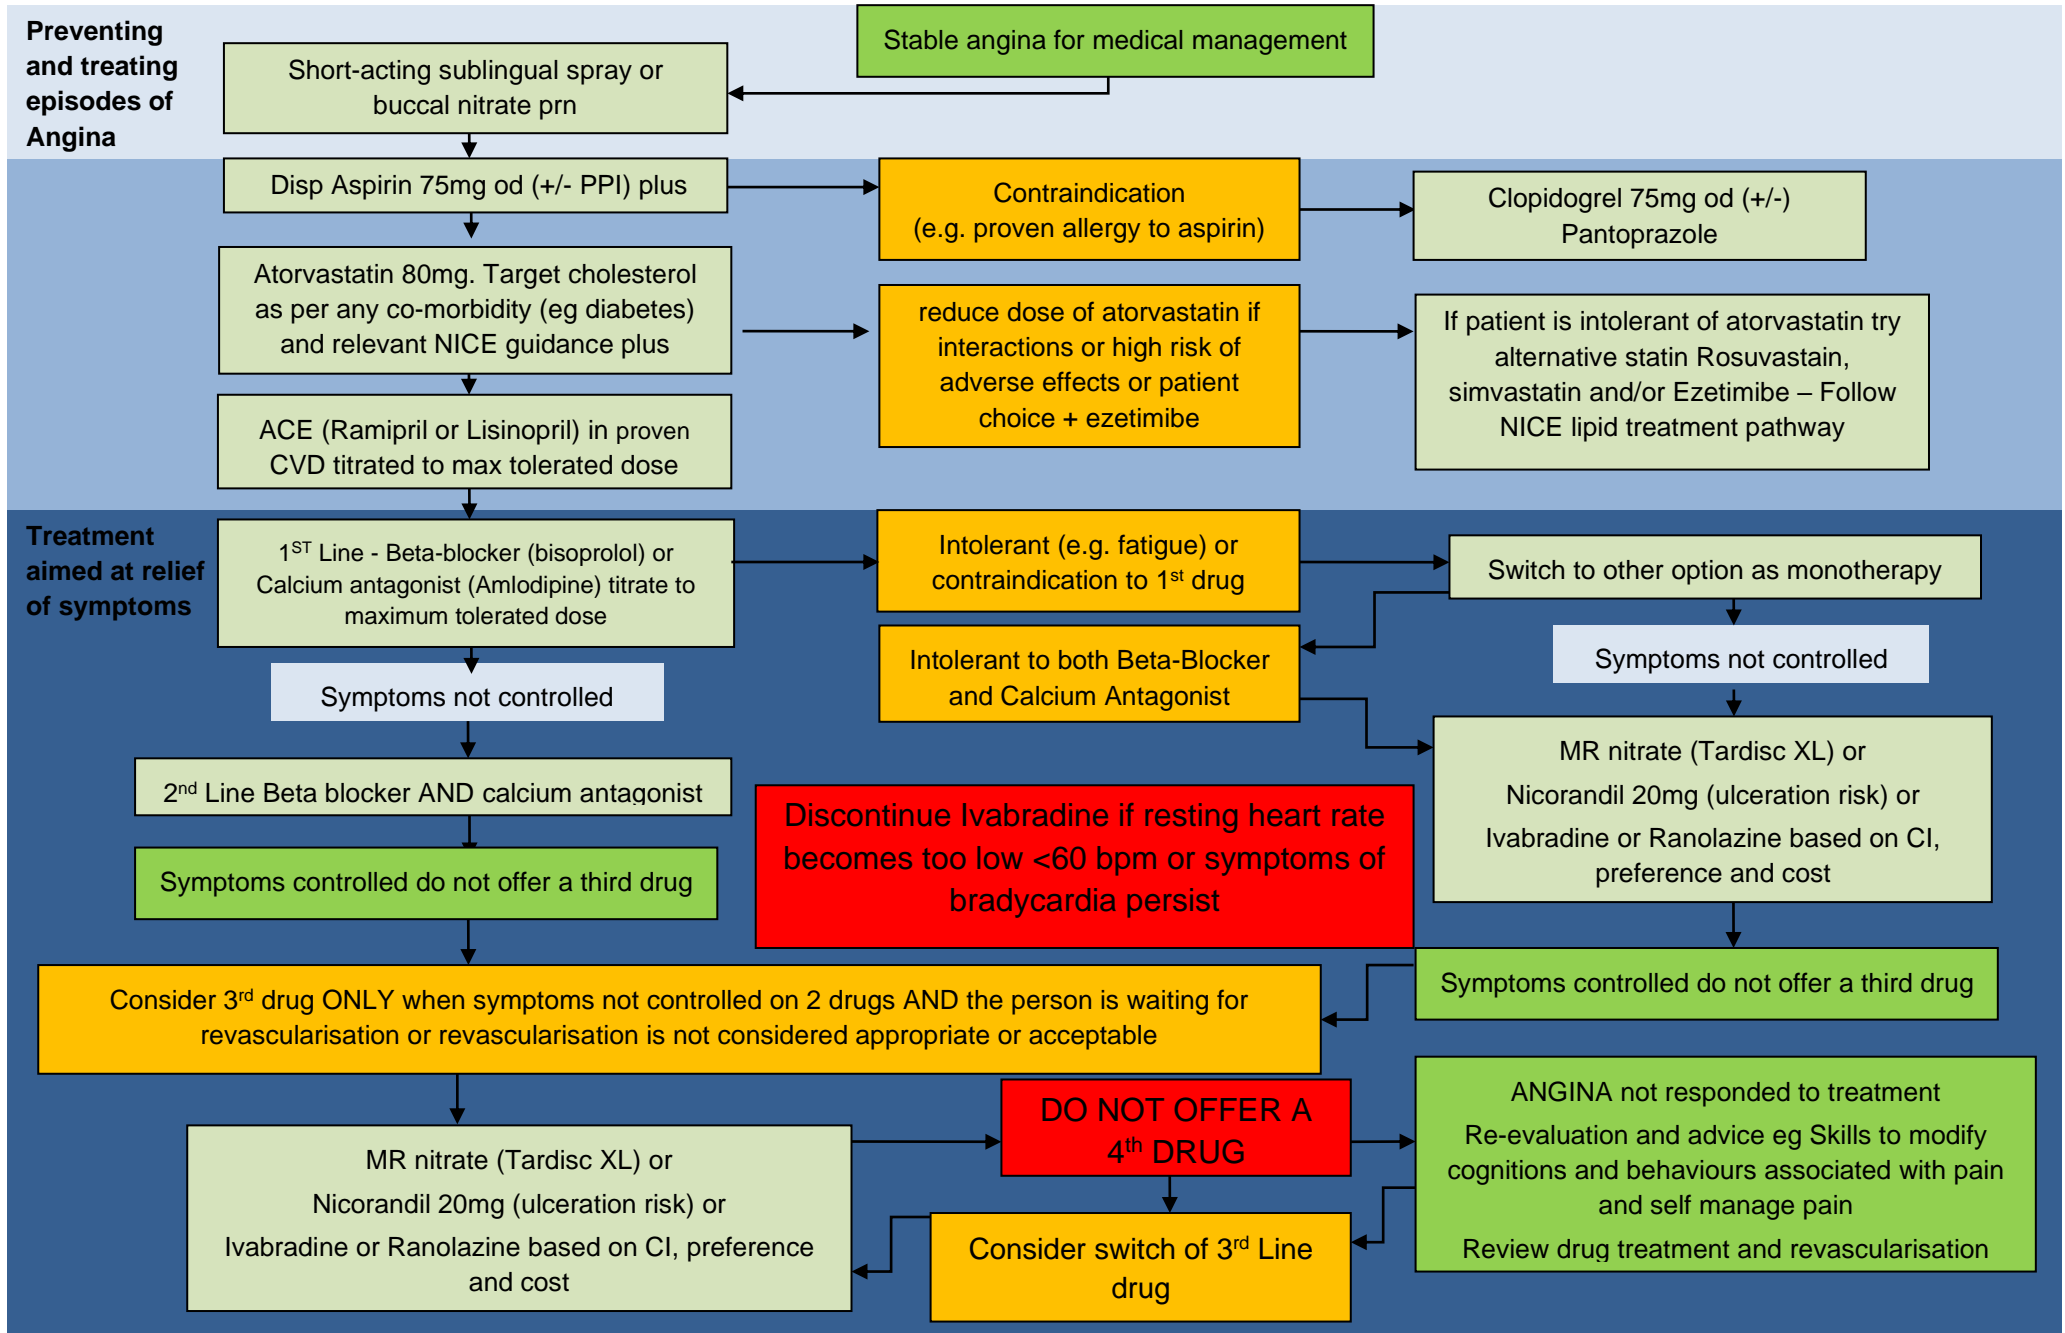 Preventing
and treating
episodes of
Angina
Stable angina for medical management
Short-acting sublingual spray or
buccal nitrate prn
Disp Aspirin 75mg od (+/- PPI) plus
Contraindication
(e.g. proven allergy to aspirin)
Clopidogrel 75mg od (+/-)
Pantoprazole
Atorvastatin 80mg. Target cholesterol
as per any co-morbidity (eg diabetes)
and relevant NICE guidance plus
reduce dose of atorvastatin if
interactions or high risk of
adverse effects or patient
choice + ezetimibe
If patient is intolerant of atorvastatin try
alternative statin Rosuvastain,
simvastatin and/or Ezetimibe – Follow
NICE lipid treatment pathway
ACE (Ramipril or Lisinopril) in proven
CVD titrated to max tolerated dose
Treatment
aimed at relief
of symptoms
1ST Line - Beta-blocker (bisoprolol) or
Calcium antagonist (Amlodipine) titrate to
maximum tolerated dose
Intolerant (e.g. fatigue) or
contraindication to 1st drug
Switch to other option as monotherapy
Intolerant to both Beta-Blocker
and Calcium Antagonist
Symptoms not controlled
Symptoms not controlled
2nd Line Beta blocker AND calcium antagonist
MR nitrate (Tardisc XL) or
Nicorandil 20mg (ulceration risk) or
Ivabradine or Ranolazine based on CI,
preference and cost
Discontinue Ivabradine if resting heart rate
becomes too low <60 bpm or symptoms of
bradycardia persist
Symptoms controlled do not offer a third drug
Symptoms controlled do not offer a third drug
Consider 3rd drug ONLY when symptoms not controlled on 2 drugs AND the person is waiting for
revascularisation or revascularisation is not considered appropriate or acceptable
MR nitrate (Tardisc XL) or
Nicorandil 20mg (ulceration risk) or
Ivabradine or Ranolazine based on CI, preference
and cost
DO NOT OFFER A
4th DRUG
ANGINA not responded to treatment
Re-evaluation and advice eg Skills to modify
cognitions and behaviours associated with pain
and self manage pain
Review drug treatment and revascularisation
Consider switch of 3rd Line
drug